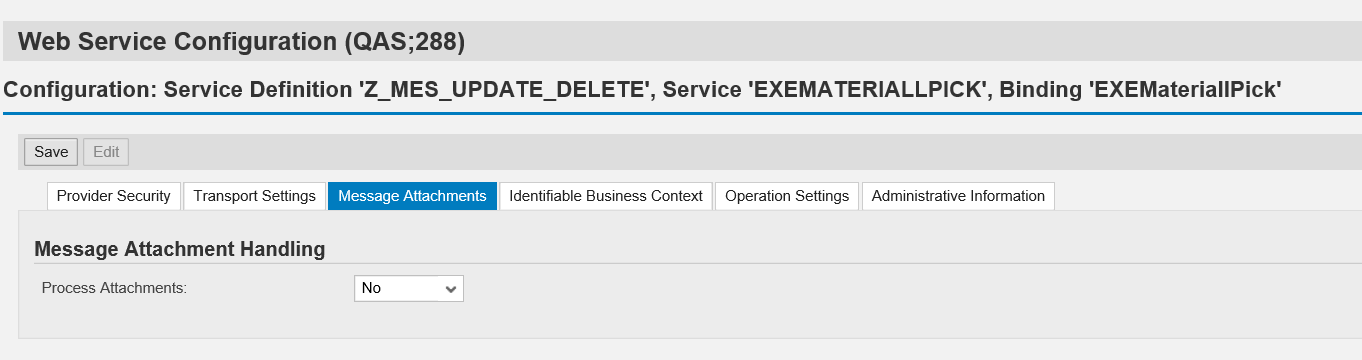 Web Service Configuration (QAS;288)
Configuration: Service Definition 'Z_MES_UPDATE_DELETE', Service 'EXEMATERIALLPICK', Binding 'EXEMateriallPick'
Save Edit
Provider Security Transport Settings Message Attachments Identifiable Business Context Operation Settings Administrative Information
Message Attachment Handling
Process Attachments: No